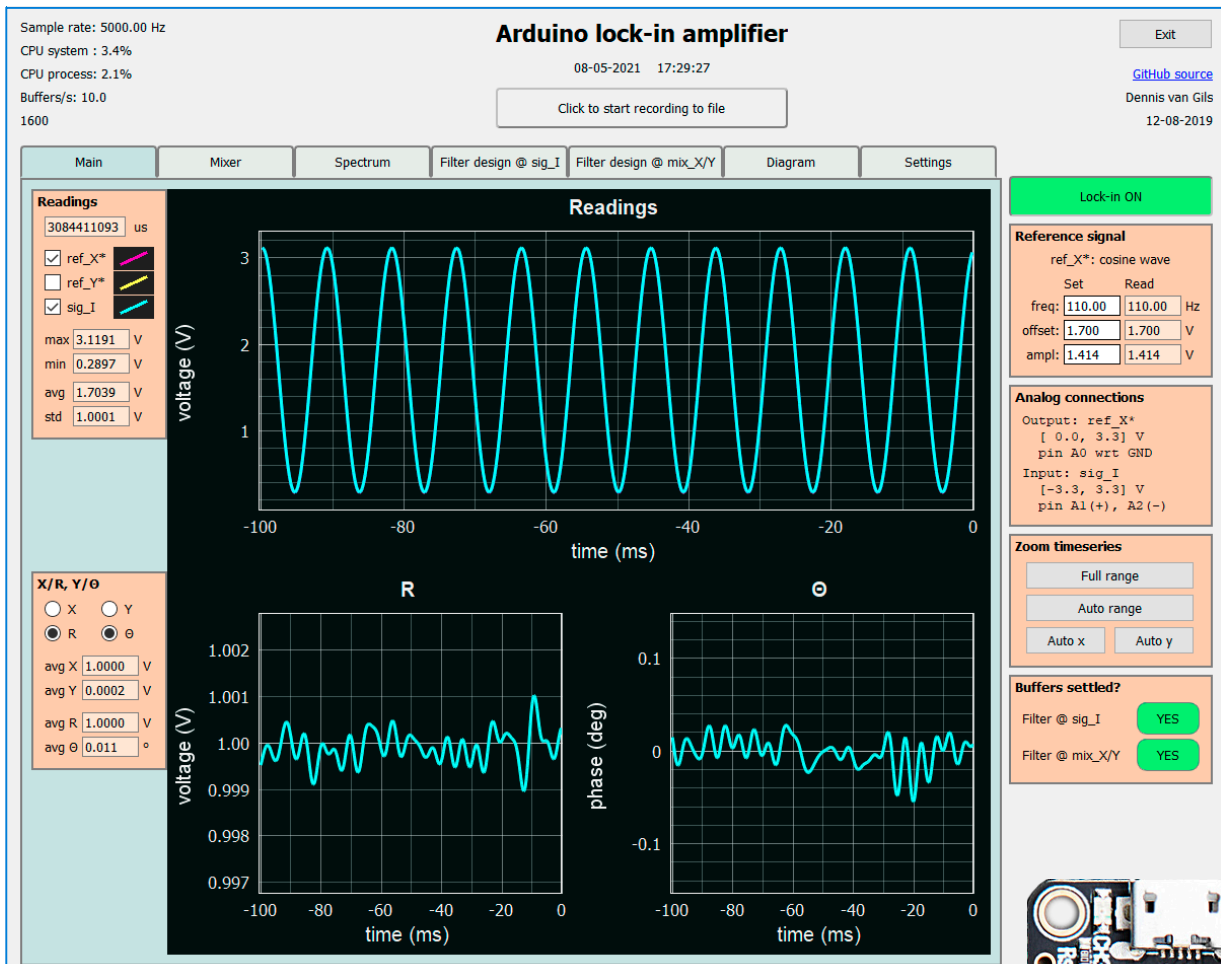 Sample rate: 5000.00 Hz
CPU system : 3.4%
CPU process: 2.1%
Buffers/s: 10.0
1600
Arduino lock-in amplifier
08-05-2021 17:29:27
Click to start recording to file
Exit
GitHub source
Dennis van Gils
12-08-2019
Main Mixer Spectrum Filter design @ sig_I Filter design @ mix_X/Y Diagram Settings
Readings
3084411093 us
ref_X*
ref_Y*
sig_I
max 3.1191 V
min 0.2897 V
avg 1.7039 V
std 1.0001 V
Readings
voltage (V)
3
2
1
-100 -80 -60 -40 -20 0
time (ms)
X/R, Y/Θ
X Y
R Θ
avg X 1.0000 V
avg Y 0.0002 V
avg R 1.0000 V
avg Θ 0.011 °
R
voltage (V)
1.002
1.001
1.00
0.999
0.998
0.997
-100 -80 -60 -40 -20 0
time (ms)
Θ
phase (deg)
0.1
0
-0.1
-100 -80 -60 -40 -20 0
time (ms)
Lock-in ON
Reference signal
ref_X*: cosine wave
Set Read
freq: 110.00 110.00 Hz
offset: 1.700 1.700 V
ampl: 1.414 1.414 V
Analog connections
Output: ref_X*
[ 0.0, 3.3] V
pin A0 wrt GND
Input: sig_I
[-3.3, 3.3] V
pin A1(+), A2(-)
Zoom timeseries
Full range
Auto range
Auto x Auto y
Buffers settled?
Filter @ sig_I YES
Filter @ mix_X/Y YES